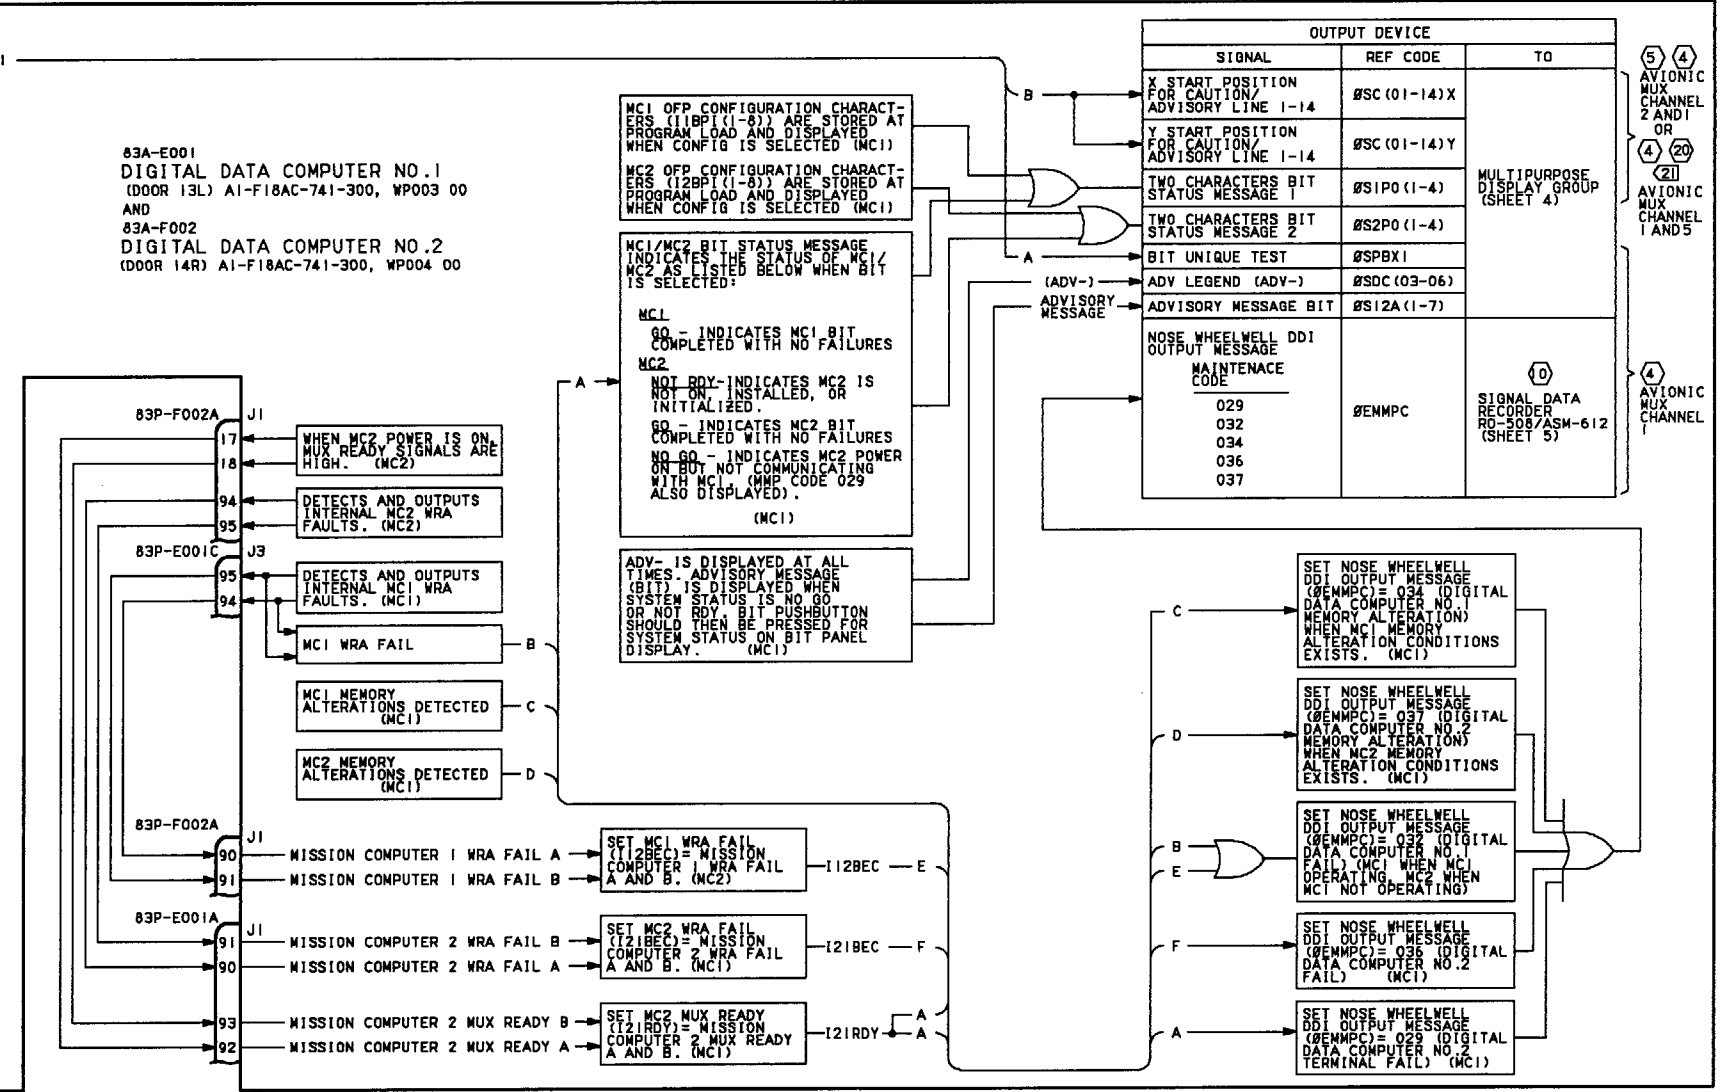 OUTPUT DEVICE
SIGNAL
REF CODE
TO
X START POSITION
FOR CAUTION/
ADVISORY LINE 1-14
ØSC(01-14)X
Y START POSITION
FOR CAUTION/
ADVISORY LINE 1-14
ØSC(01-14)Y
TWO CHARACTERS BIT
STATUS MESSAGE 1
ØS1PO(1-4)
TWO CHARACTERS BIT
STATUS MESSAGE 2
ØS2PO(1-4)
BIT UNIQUE TEST
ØSPBX1
ADV LEGEND (ADV-)
ØSDC(03-06)
ADVISORY MESSAGE BIT
ØS12A(1-7)
MULTIPURPOSE
DISPLAY GROUP
(SHEET 4)
NOSE WHEELWELL DDI
OUTPUT MESSAGE
MAINTENACE
CODE
029
032
034
036
037
ØEMMPC
10
SIGNAL DATA
RECORDER
RO-508/ASM-612
(SHEET 5)
5 4
AVIONIC
MUX
CHANNEL
2 AND 1
OR
4 20
21
AVIONIC
MUX
CHANNEL
1 AND 5
4
AVIONIC
MUX
CHANNEL
1
1
B
A
(ADV-)
ADVISORY
MESSAGE
83A-E001
DIGITAL DATA COMPUTER NO.1
(DOOR 13L) A1-F18AC-741-300, WP003 00
AND
83A-F002
DIGITAL DATA COMPUTER NO.2
(DOOR 14R) A1-F18AC-741-300, WP004 00
MC1 OFP CONFIGURATION CHARACT-
ERS (I1BPI(1-8)) ARE STORED AT
PROGRAM LOAD AND DISPLAYED
WHEN CONFIG IS SELECTED (MC1)
MC2 OFP CONFIGURATION CHARACT-
ERS (I2BPI(1-8)) ARE STORED AT
PROGRAM LOAD AND DISPLAYED
WHEN CONFIG IS SELECTED (MC1)
MC1/MC2 BIT STATUS MESSAGE
INDICATES THE STATUS OF MC1/
MC2 AS LISTED BELOW WHEN BIT
IS SELECTED:
MC1
GO - INDICATES MC1 BIT
COMPLETED WITH NO FAILURES
MC2
NOT RDY-INDICATES MC2 IS
NOT ON, INSTALLED, OR
INITIALIZED.
GO - INDICATES MC2 BIT
COMPLETED WITH NO FAILURES
NO GO - INDICATES MC2 POWER
ON BUT NOT COMMUNICATING
WITH MC1, (MMP CODE 029
ALSO DISPLAYED).
(MC1)
A
ADV- IS DISPLAYED AT ALL
TIMES. ADVISORY MESSAGE
(BIT) IS DISPLAYED WHEN
SYSTEM STATUS IS NO GO
OR NOT RDY. BIT PUSHBUTTON
SHOULD THEN BE PRESSED FOR
SYSTEM STATUS ON BIT PANEL
DISPLAY. (MC1)
83P-F002A
J1
17
18
WHEN MC2 POWER IS ON,
MUX READY SIGNALS ARE
HIGH. (MC2)
94
95
DETECTS AND OUTPUTS
INTERNAL MC2 WRA
FAULTS. (MC2)
83P-E001C
J3
95
94
DETECTS AND OUTPUTS
INTERNAL MC1 WRA
FAULTS. (MC1)
MC1 WRA FAIL
B
MC1 MEMORY
ALTERATIONS DETECTED
(MC1)
C
MC2 MEMORY
ALTERATIONS DETECTED
(MC1)
D
83P-F002A
J1
90
MISSION COMPUTER 1 WRA FAIL A
91
MISSION COMPUTER 1 WRA FAIL B
SET MC1 WRA FAIL
(I12BEC)= MISSION
COMPUTER 1 WRA FAIL
A AND B. (MC2)
I12BEC
E
83P-E001A
J1
91
MISSION COMPUTER 2 WRA FAIL B
90
MISSION COMPUTER 2 WRA FAIL A
SET MC2 WRA FAIL
(I21BEC)= MISSION
COMPUTER 2 WRA FAIL
A AND B. (MC1)
I21BEC
F
93
MISSION COMPUTER 2 MUX READY B
92
MISSION COMPUTER 2 MUX READY A
SET MC2 MUX READY
(I21RDY)= MISSION
COMPUTER 2 MUX READY
A AND B. (MC1)
I21RDY
A
A
C
SET NOSE WHEELWELL
DDI OUTPUT MESSAGE
(ØEMMPC)= 034 (DIGITAL
DATA COMPUTER NO.1
MEMORY ALTERATION)
WHEN MC1 MEMORY
ALTERATION CONDITIONS
EXISTS. (MC1)
D
SET NOSE WHEELWELL
DDI OUTPUT MESSAGE
(ØEMMPC)= 037 (DIGITAL
DATA COMPUTER NO.2
MEMORY ALTERATION)
WHEN MC2 MEMORY
ALTERATION CONDITIONS
EXISTS. (MC1)
B
E
SET NOSE WHEELWELL
DDI OUTPUT MESSAGE
(ØEMMPC)= 032 (DIGITAL
DATA COMPUTER NO.1
FAIL) (MC1 WHEN MC1
OPERATING, MC2 WHEN
MC1 NOT OPERATING)
F
SET NOSE WHEELWELL
DDI OUTPUT MESSAGE
(ØEMMPC)= 036 (DIGITAL
DATA COMPUTER NO.2
FAIL) (MC1)
A
SET NOSE WHEELWELL
DDI OUTPUT MESSAGE
(ØEMMPC)= 029 (DIGITAL
DATA COMPUTER NO.2
TERMINAL FAIL) (MC1)